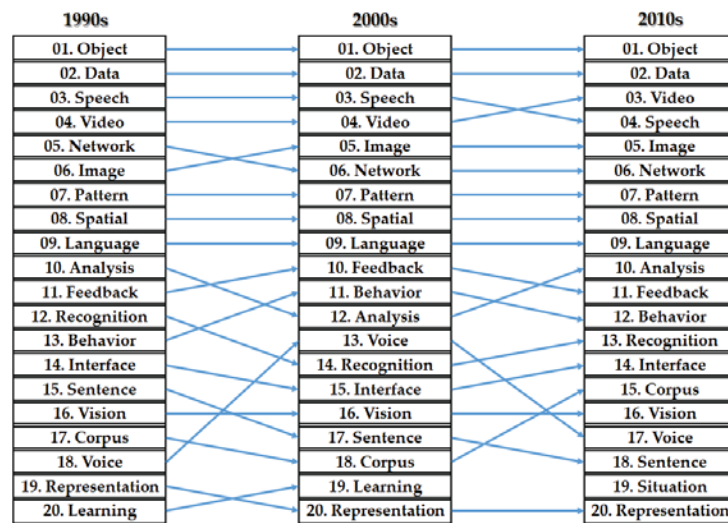 1990s 2000s 2010s
01. Object 01. Object 01. Object
02. Data 02. Data 02. Data
03. Speech 03. Speech 03. Video
04. Video 04. Video 04. Speech
05. Network 05. Image 05. Image
06. Image 06. Network 06. Network
07. Pattern 07. Pattern 07. Pattern
08. Spatial 08. Spatial 08. Spatial
09. Language 09. Language 09. Language
10. Analysis 10. Feedback 10. Analysis
11. Feedback 11. Behavior 11. Feedback
12. Recognition 12. Analysis 12. Behavior
13. Behavior 13. Voice 13. Recognition
14. Interface 14. Recognition 14. Interface
15. Sentence 15. Interface 15. Corpus
16. Vision 16. Vision 16. Vision
17. Corpus 17. Sentence 17. Voice
18. Voice 18. Corpus 18. Sentence
19. Representation 19. Learning 19. Situation
20. Learning 20. Representation 20. Representation